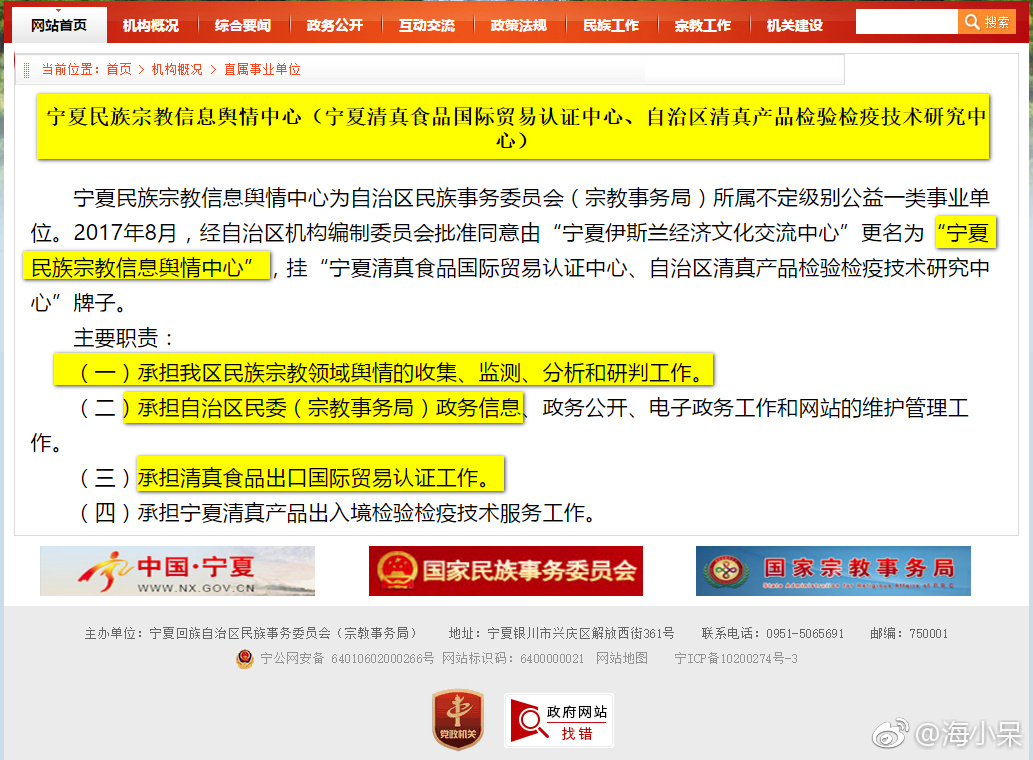 网站首页 机构概况 综合要闻 政务公开 互动交流 政策法规 民族工作 宗教工作 机关建设 搜索
当前位置：首页 > 机构概况 > 直属事业单位
宁夏民族宗教信息舆情中心（宁夏清真食品国际贸易认证中心、自治区清真产品检验检疫技术研究中
心）
宁夏民族宗教信息舆情中心为自治区民族事务委员会（宗教事务局）所属不定级别公益一类事业单
位。2017年8月，经自治区机构编制委员会批准同意由“宁夏伊斯兰经济文化交流中心”更名为“宁夏
民族宗教信息舆情中心”，挂“宁夏清真食品国际贸易认证中心、自治区清真产品检验检疫技术研究中
心”牌子。
主要职责：
（一）承担我区民族宗教领域舆情的收集、监测、分析和研判工作。
（二）承担自治区民委（宗教事务局）政务信息、政务公开、电子政务工作和网站的维护管理工
作。
（三）承担清真食品出口国际贸易认证工作。
（四）承担宁夏清真产品出入境检验检疫技术服务工作。
中国·宁夏 国家民族事务委员会 国家宗教事务局
WWW.NX.GOV.CN State Administration for Religious Affairs of P.R.C
主办单位：宁夏回族自治区民族事务委员会（宗教事务局） 地址：宁夏银川市兴庆区解放西街361号 联系电话：0951-5065691 邮编：750001
宁公网安备 64010602000266号 网站标识码：6400000021 网站地图 宁ICP备10200274号-3
党政机关 政府网站
找错
@海小呆